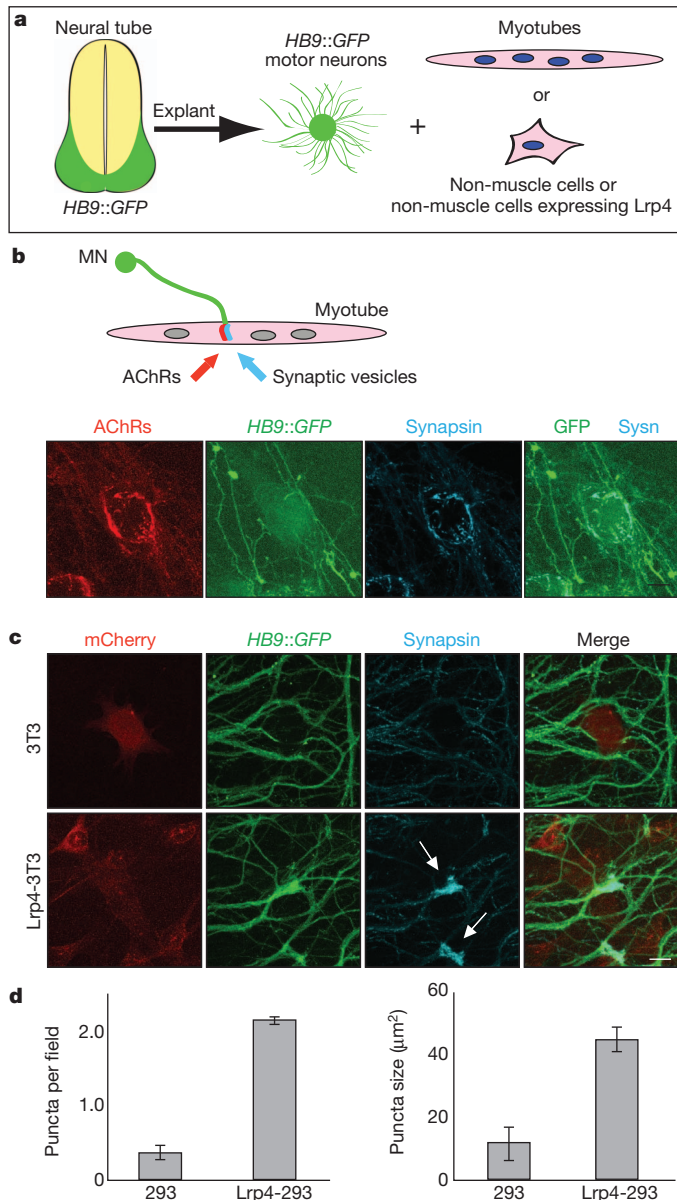 a
Neural tube
HB9::GFP
Explant
HB9::GFP
motor neurons
+
Myotubes
or
Non-muscle cells or
non-muscle cells expressing Lrp4
b
MN
Myotube
AChRs
Synaptic vesicles
AChRs HB9::GFP Synapsin GFP Sysn
c
mCherry HB9::GFP Synapsin Merge
3T3
Lrp4-3T3
d
Puncta per field
2.0
1.0
0
293 Lrp4-293
Puncta size (μm²)
60
40
20
0
293 Lrp4-293